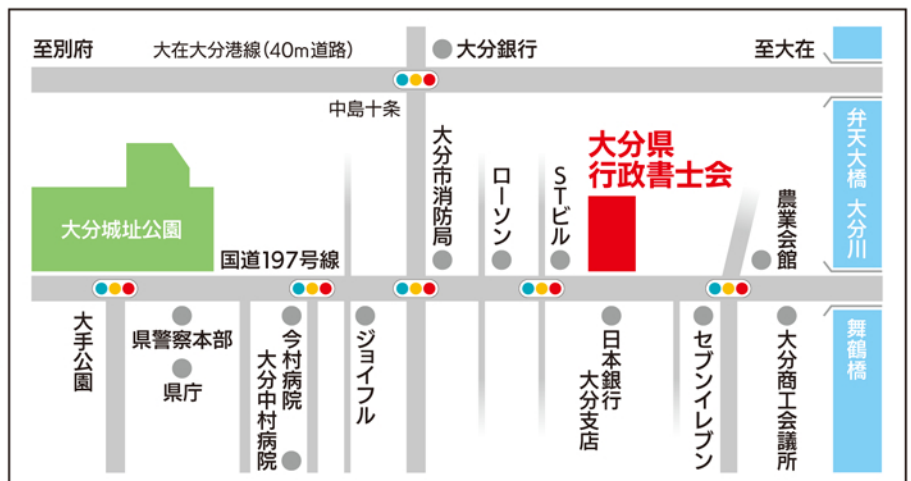 至別府
大在大分港線(40m道路)
大分銀行
至大在
中島十条
弁天大橋
大分川
大分県
行政書士会
大分市消防局
ローソン
STビル
農業会館
大分城址公園
国道197号線
大手公園
県警察本部
県庁
今村病院
大分中村病院
ジョイフル
日本銀行
大分支店
セブンイレブン
大分商工会議所
舞鶴橋